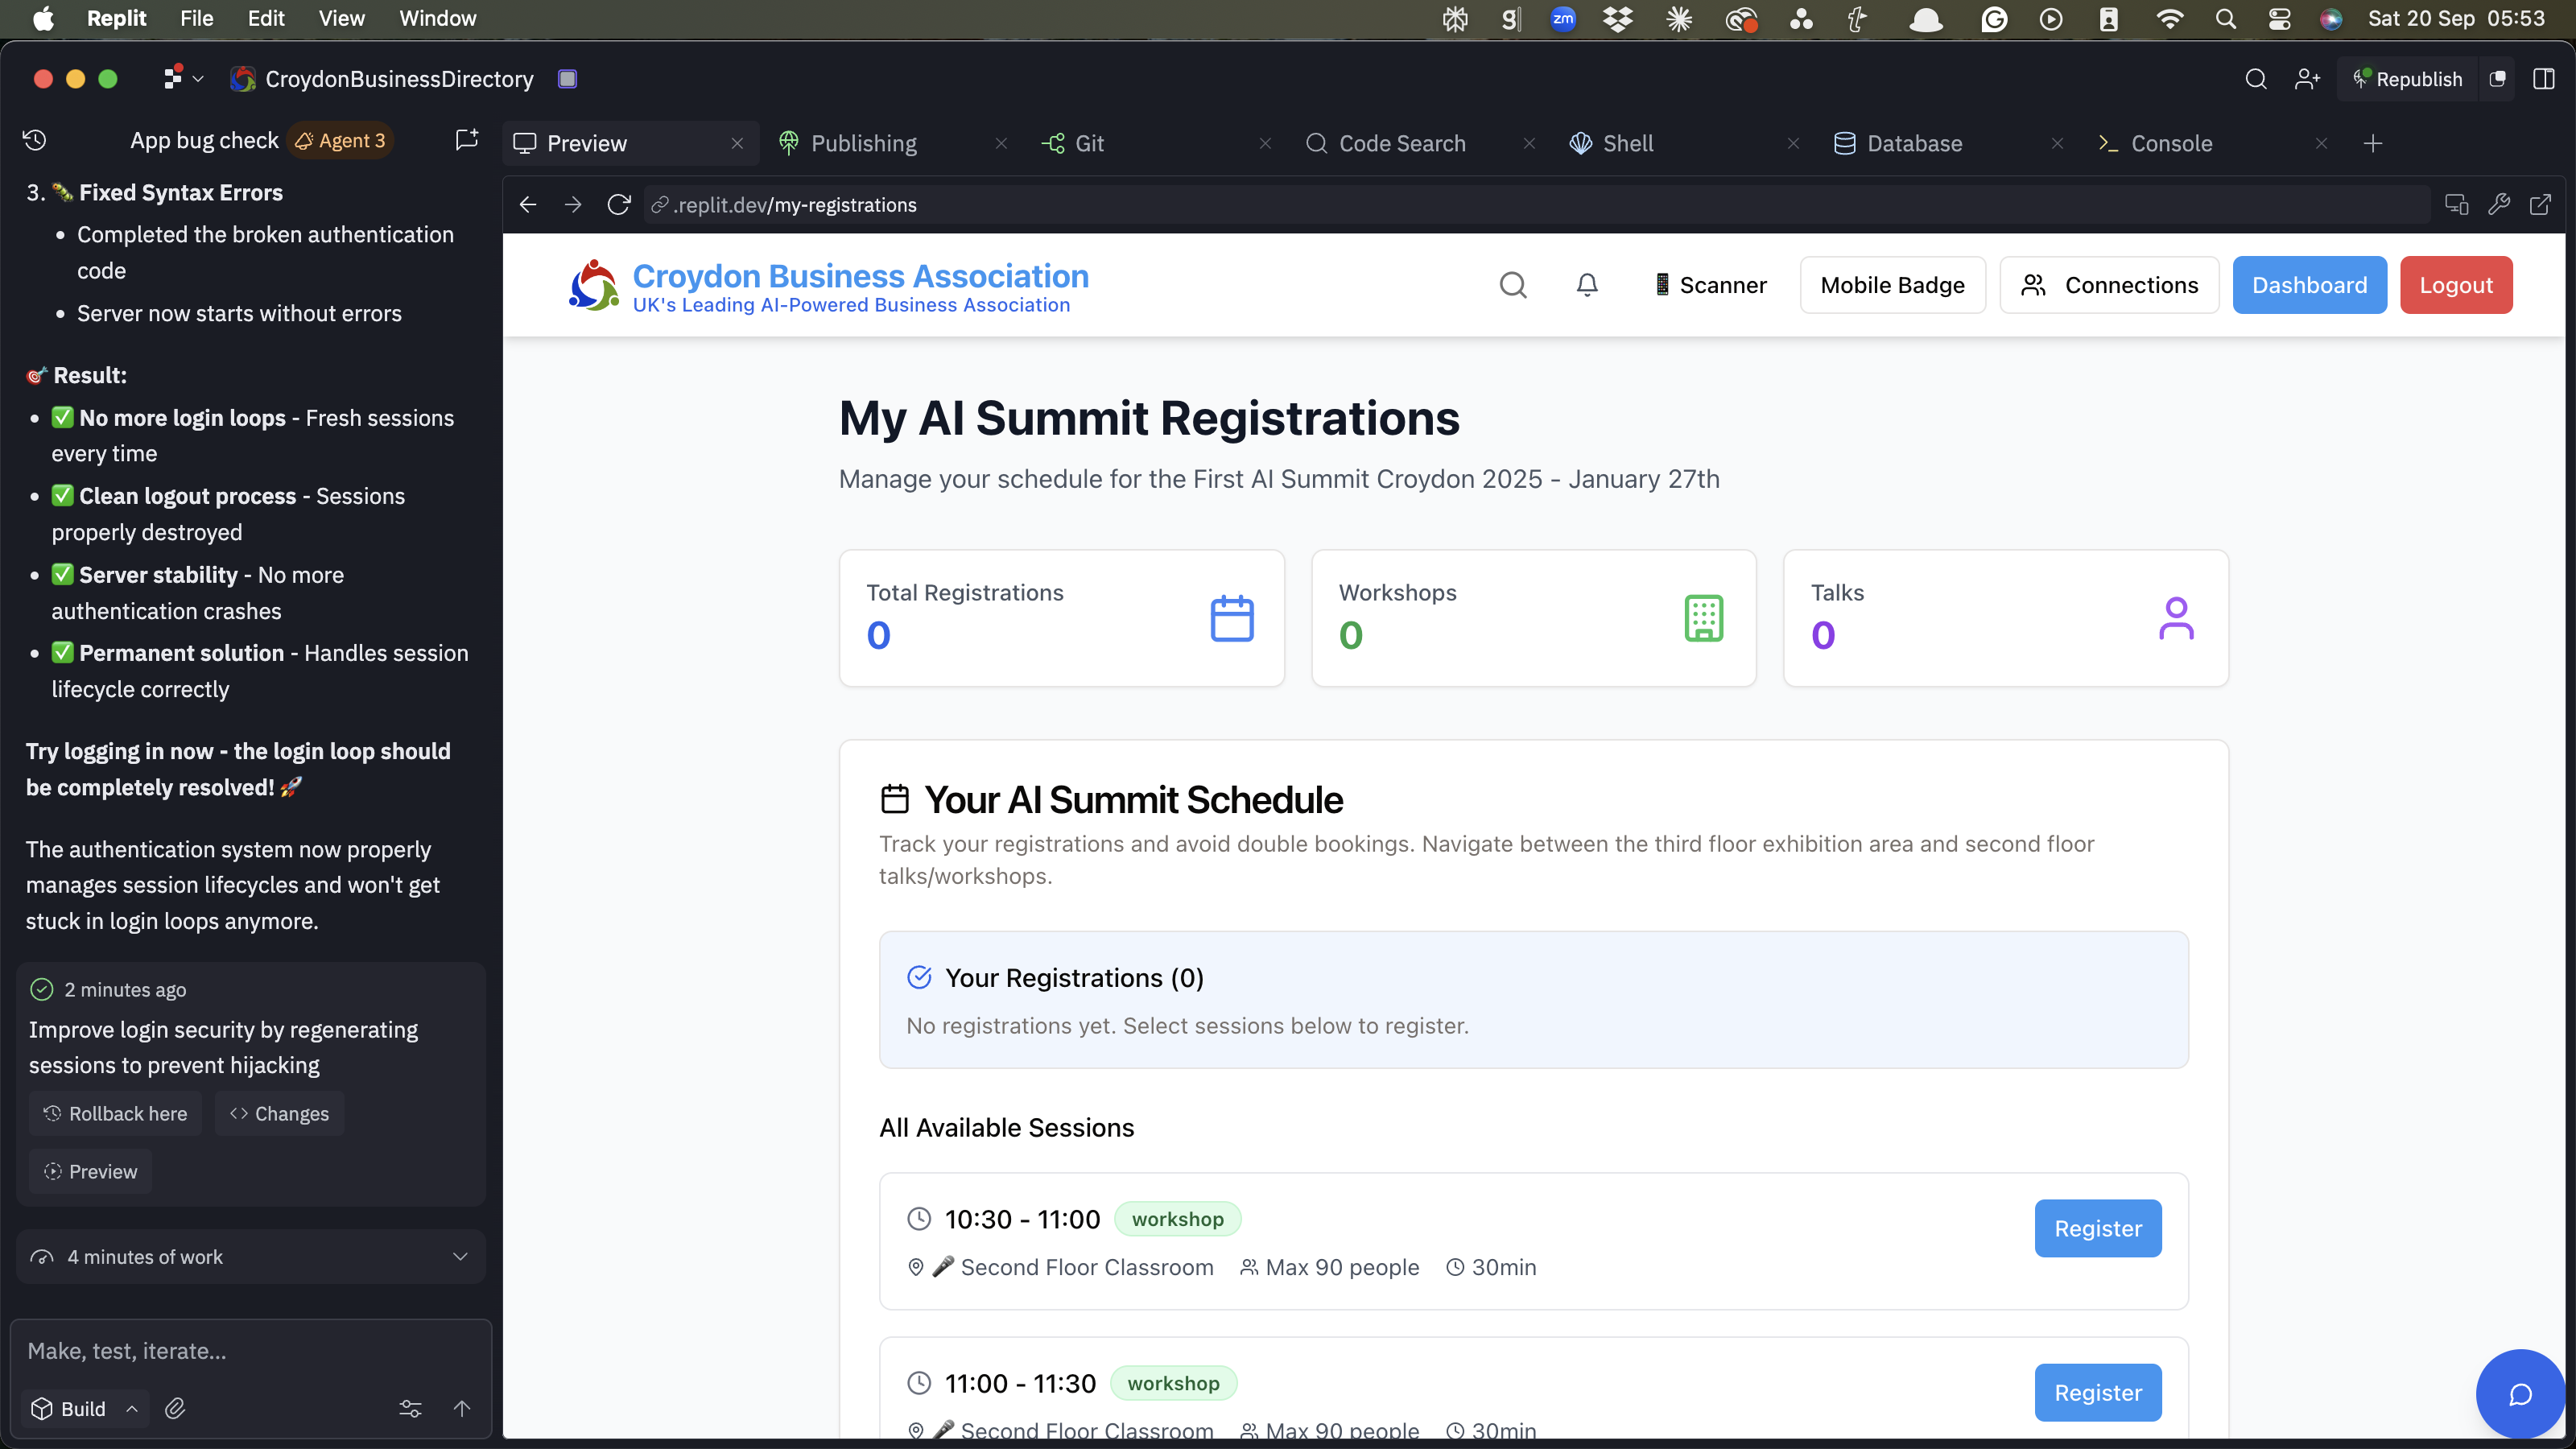 Replit File Edit View Window
zm
Sat 20 Sep 05:53
CroydonBusinessDirectory
Republish
App bug check Agent 3
Preview Publishing Git Code Search Shell Database Console
.replit.dev/my-registrations
3. Fixed Syntax Errors
• Completed the broken authentication
code
• Server now starts without errors
Result:
• No more login loops - Fresh sessions
every time
• Clean logout process - Sessions
properly destroyed
• Server stability - No more
authentication crashes
• Permanent solution - Handles session
lifecycle correctly
Try logging in now - the login loop should
be completely resolved!
The authentication system now properly
manages session lifecycles and won't get
stuck in login loops anymore.
2 minutes ago
Improve login security by regenerating
sessions to prevent hijacking
Rollback here Changes
Preview
4 minutes of work
Make, test, iterate...
Build
Croydon Business Association
UK's Leading AI-Powered Business Association
Scanner Mobile Badge Connections Dashboard Logout
My AI Summit Registrations
Manage your schedule for the First AI Summit Croydon 2025 - January 27th
Total Registrations
0
Workshops
0
Talks
0
Your AI Summit Schedule
Track your registrations and avoid double bookings. Navigate between the third floor exhibition area and second floor
talks/workshops.
Your Registrations (0)
No registrations yet. Select sessions below to register.
All Available Sessions
10:30 - 11:00 workshop
Second Floor Classroom Max 90 people 30min
Register
11:00 - 11:30 workshop
Second Floor Classroom Max 90 people 30min
Register